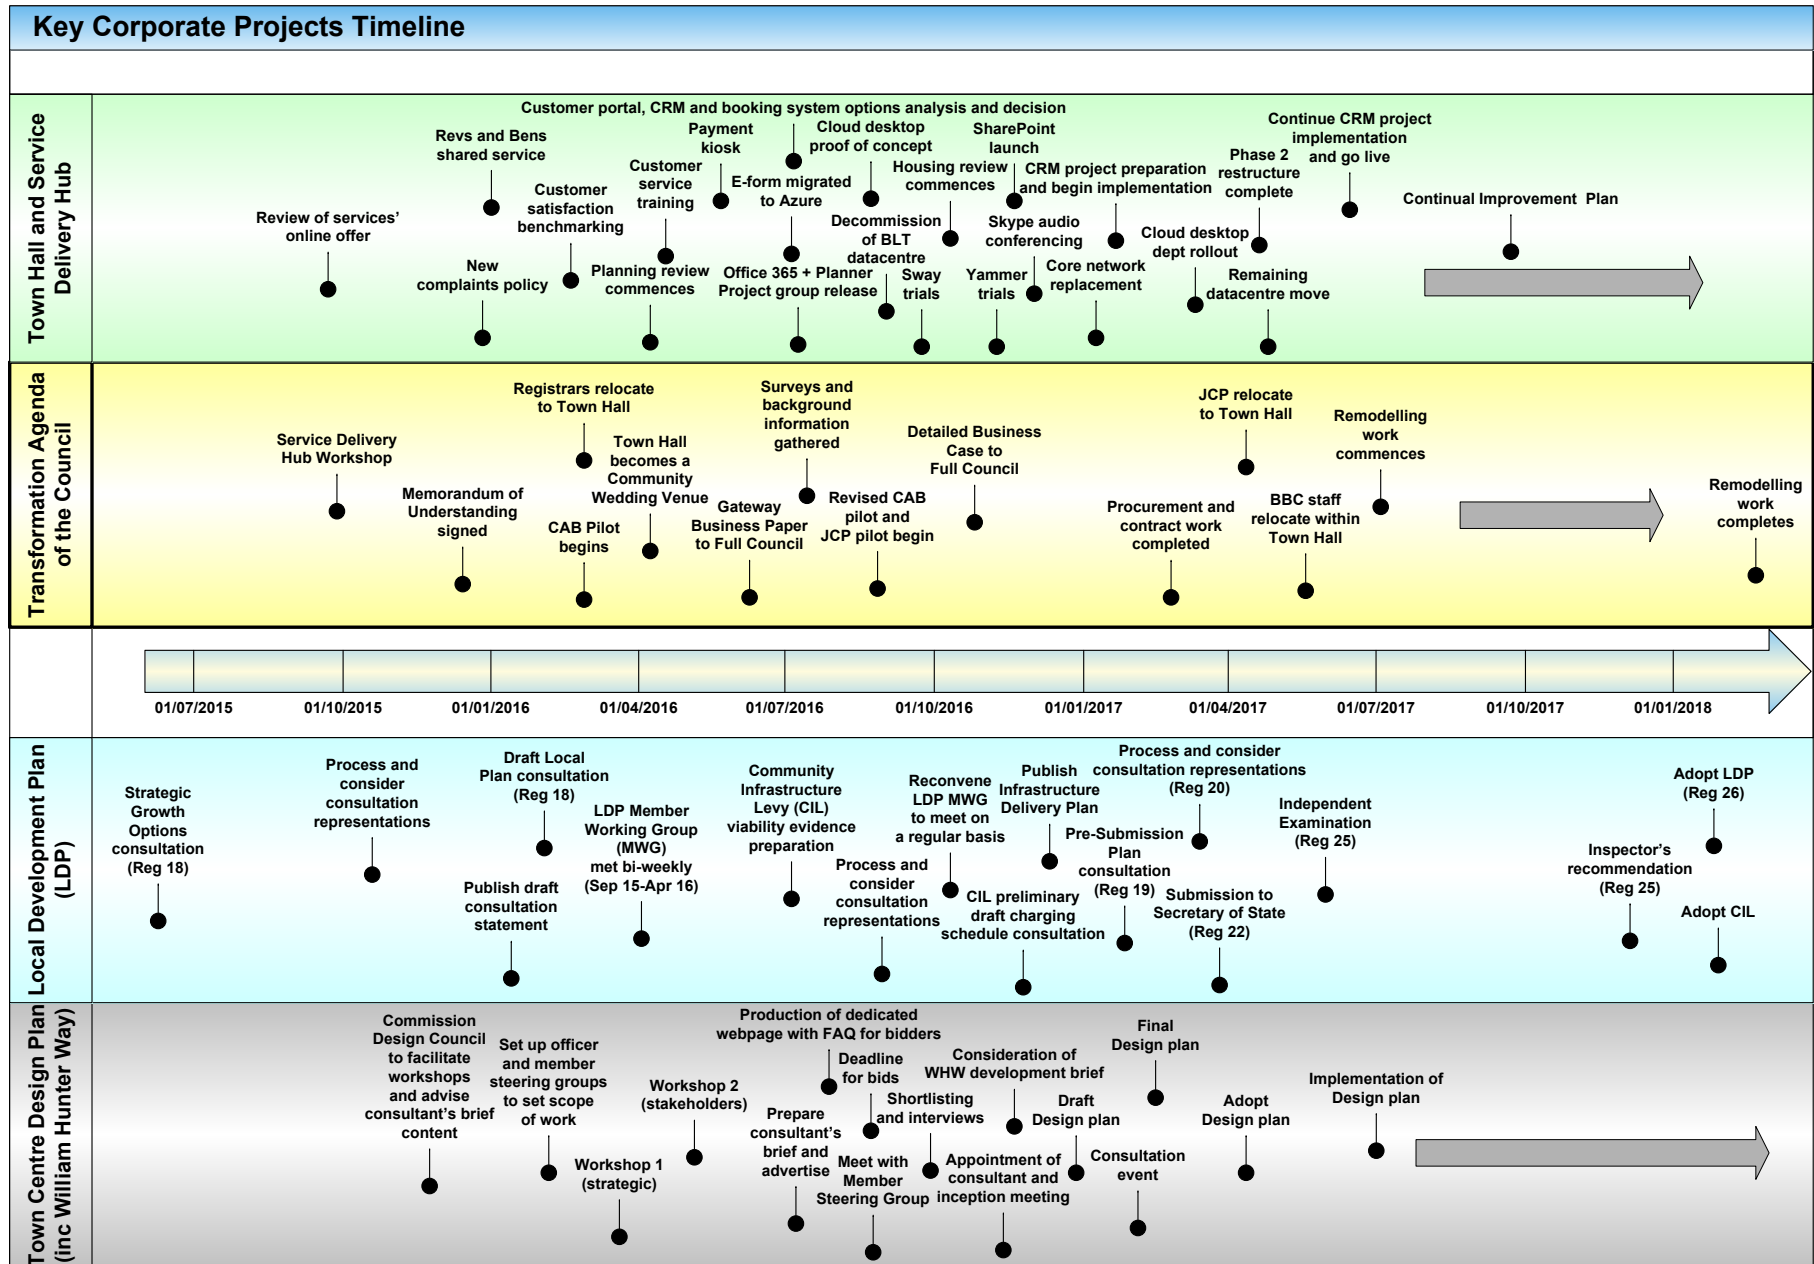 Key Corporate Projects Timeline
Town Hall and Service
Delivery Hub
Customer portal, CRM and booking system options analysis and decision
Review of services’
online offer
Revs and Bens
shared service
New
complaints policy
Customer
satisfaction
benchmarking
Customer
service
training
Planning review
commences
Payment
kiosk
E-form migrated
to Azure
Office 365 + Planner
Project group release
Cloud desktop
proof of concept
Decommission
of BLT
datacentre
Sway
trials
Housing review
commences
SharePoint
launch
Skype audio
conferencing
Yammer
trials
CRM project preparation
and begin implementation
Core network
replacement
Cloud desktop
dept rollout
Phase 2
restructure
complete
Remaining
datacentre move
Continue CRM project
implementation
and go live
Continual Improvement Plan
Transformation Agenda
of the Council
Service Delivery
Hub Workshop
Memorandum of
Understanding
signed
Registrars relocate
to Town Hall
CAB Pilot
begins
Town Hall
becomes a
Community
Wedding Venue
Gateway
Business Paper
to Full Council
Surveys and
background
information
gathered
Revised CAB
pilot and
JCP pilot begin
Detailed Business
Case to
Full Council
Procurement and
contract work
completed
JCP relocate
to Town Hall
BBC staff
relocate within
Town Hall
Remodelling
work
commences
Remodelling
work
completes
01/07/2015
01/10/2015
01/01/2016
01/04/2016
01/07/2016
01/10/2016
01/01/2017
01/04/2017
01/07/2017
01/10/2017
01/01/2018
Local Development Plan
(LDP)
Strategic
Growth
Options
consultation
(Reg 18)
Process and
consider
consultation
representations
Draft Local
Plan consultation
(Reg 18)
Publish draft
consultation
statement
LDP Member
Working Group
(MWG)
met bi-weekly
(Sep 15-Apr 16)
Community
Infrastructure
Levy (CIL)
viability evidence
preparation
Process and
consider
consultation
representations
Reconvene
LDP MWG
to meet on
a regular basis
CIL preliminary
draft charging
schedule consultation
Publish
Infrastructure
Delivery Plan
Pre-Submission
Plan
consultation
(Reg 19)
Process and consider
consultation representations
(Reg 20)
Submission to
Secretary of State
(Reg 22)
Independent
Examination
(Reg 25)
Inspector’s
recommendation
(Reg 25)
Adopt LDP
(Reg 26)
Adopt CIL
Town Centre Design Plan
(inc William Hunter Way)
Commission
Design Council
to facilitate
workshops
and advise
consultant’s brief
content
Set up officer
and member
steering groups
to set scope
of work
Workshop 1
(strategic)
Workshop 2
(stakeholders)
Production of dedicated
webpage with FAQ for bidders
Prepare
consultant’s
brief and
advertise
Deadline
for bids
Meet with
Member
Steering Group
Shortlisting
and interviews
Consideration of
WHW development brief
Appointment of
consultant and
inception meeting
Draft
Design plan
Consultation
event
Final
Design plan
Adopt
Design plan
Implementation of
Design plan